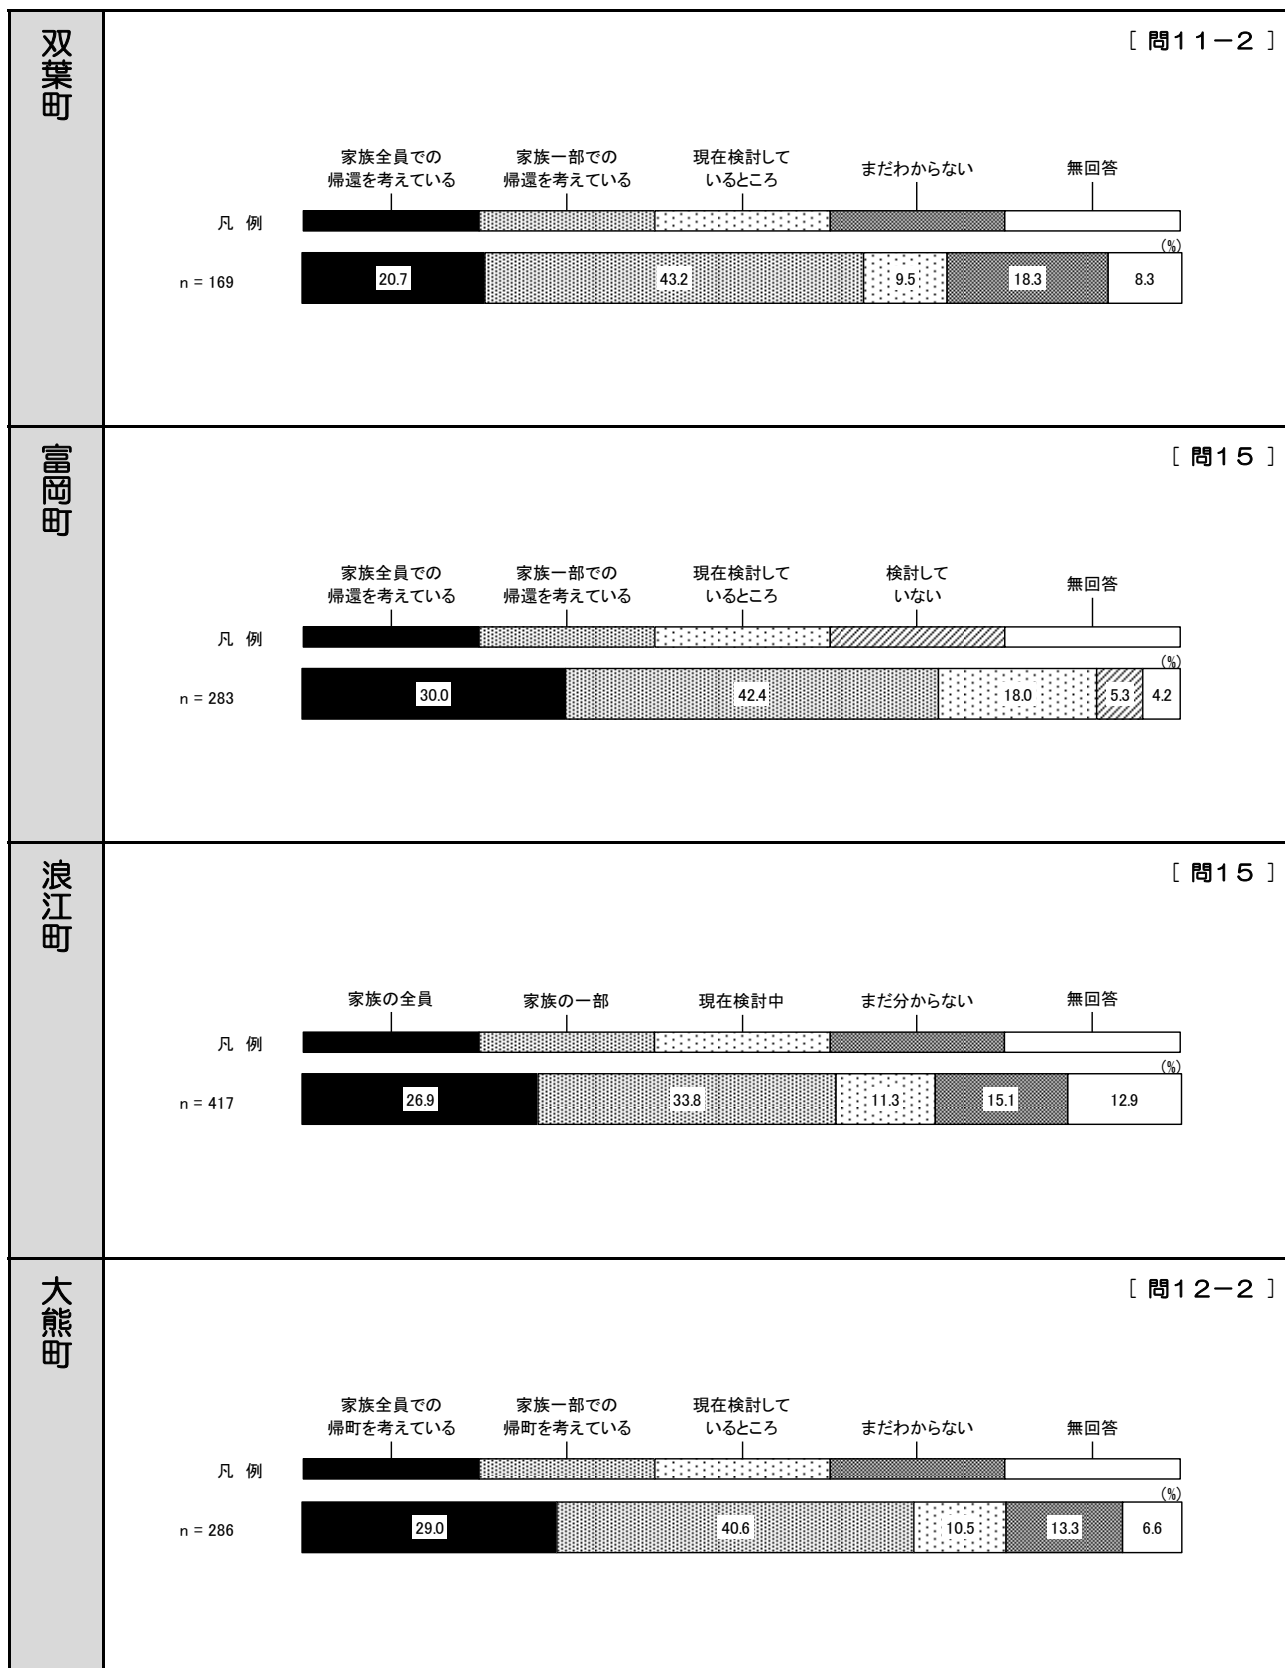 双葉町
[ 問11－2 ]
家族全員での
帰還を考えている
家族一部での
帰還を考えている
現在検討して
いるところ
まだわからない
無回答
凡 例
(%)
n = 169
20.7
43.2
9.5
18.3
8.3
富岡町
[ 問15 ]
家族全員での
帰還を考えている
家族一部での
帰還を考えている
現在検討して
いるところ
検討して
いない
無回答
凡 例
(%)
n = 283
30.0
42.4
18.0
5.3
4.2
浪江町
[ 問15 ]
家族の全員
家族の一部
現在検討中
まだ分からない
無回答
凡 例
(%)
n = 417
26.9
33.8
11.3
15.1
12.9
大熊町
[ 問12－2 ]
家族全員での
帰町を考えている
家族一部での
帰町を考えている
現在検討して
いるところ
まだわからない
無回答
凡 例
(%)
n = 286
29.0
40.6
10.5
13.3
6.6